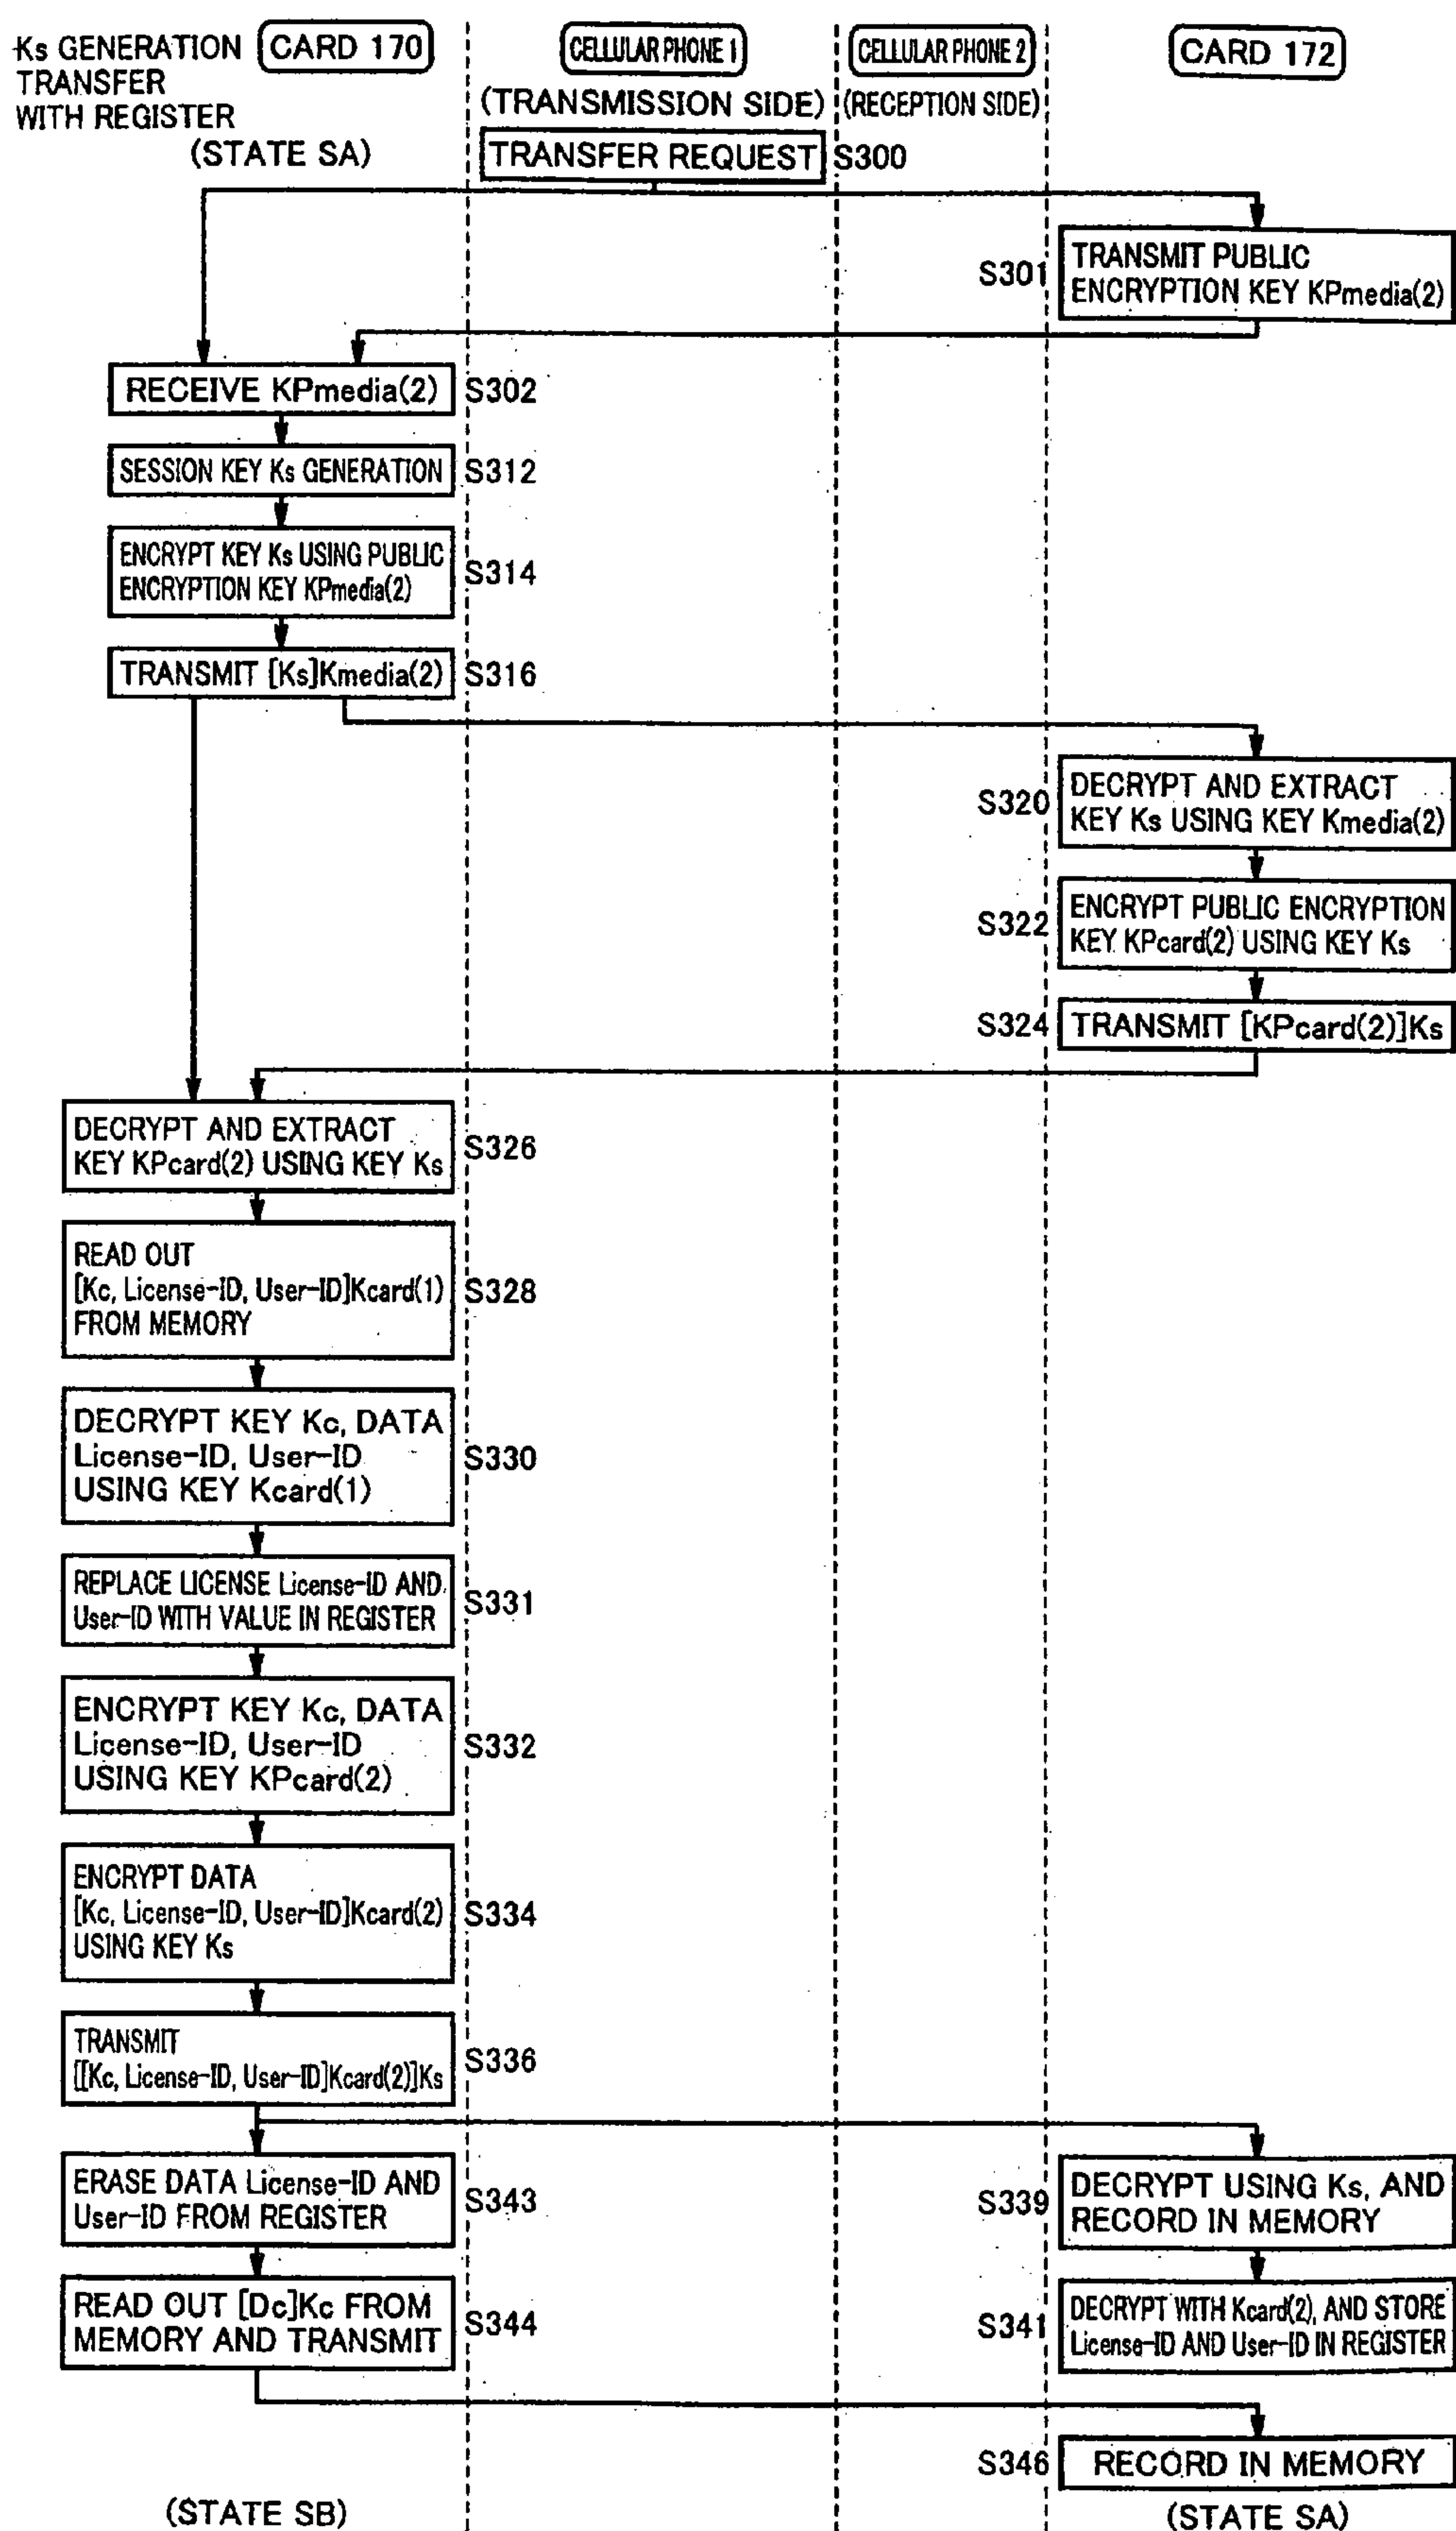 Ks GENERATION
TRANSFER
WITH REGISTER
CARD 170
CELLULAR PHONE 1
CELLULAR PHONE 2
CARD 172
(TRANSMISSION SIDE)
(RECEPTION SIDE)
(STATE SA)
TRANSFER REQUEST
S300
S301
TRANSMIT PUBLIC
ENCRYPTION KEY KPmedia(2)
RECEIVE KPmedia(2)
S302
SESSION KEY Ks GENERATION
S312
ENCRYPT KEY Ks USING PUBLIC
ENCRYPTION KEY KPmedia(2)
S314
TRANSMIT [Ks]Kmedia(2)
S316
S320
DECRYPT AND EXTRACT
KEY Ks USING KEY Kmedia(2)
S322
ENCRYPT PUBLIC ENCRYPTION
KEY KPcard(2) USING KEY Ks
S324
TRANSMIT [KPcard(2)]Ks
DECRYPT AND EXTRACT
KEY KPcard(2) USING KEY Ks
S326
READ OUT
[Kc, License-ID, User-ID]Kcard(1)
FROM MEMORY
S328
DECRYPT KEY Kc, DATA
License-ID, User-ID
USING KEY Kcard(1)
S330
REPLACE LICENSE License-ID AND
User-ID WITH VALUE IN REGISTER
S331
ENCRYPT KEY Kc, DATA
License-ID, User-ID
USING KEY KPcard(2)
S332
ENCRYPT DATA
[Kc, License-ID, User-ID]Kcard(2)
USING KEY Ks
S334
TRANSMIT
[[Kc, License-ID, User-ID]Kcard(2)]Ks
S336
ERASE DATA License-ID AND
User-ID FROM REGISTER
S343
S339
DECRYPT USING Ks, AND
RECORD IN MEMORY
READ OUT [Dc]Kc FROM
MEMORY AND TRANSMIT
S344
S341
DECRYPT WITH Kcard(2), AND STORE
License-ID AND User-ID IN REGISTER
S346
RECORD IN MEMORY
(STATE SB)
(STATE SA)